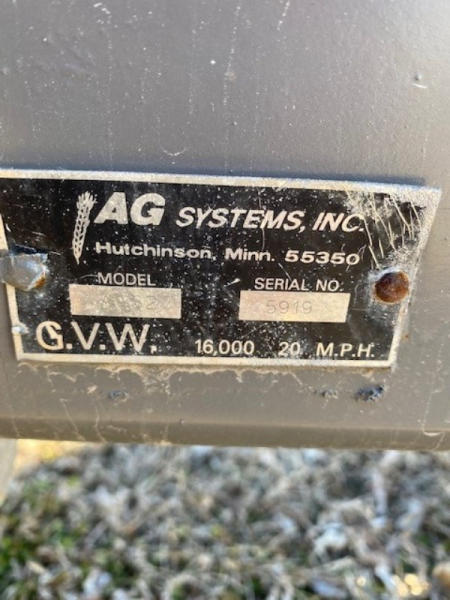 AG SYSTEMS, INC.
Hutchinson, Minn. 55350
MODEL SERIAL NO.
5919
G.V.W. 16,000 20 M.P.H.